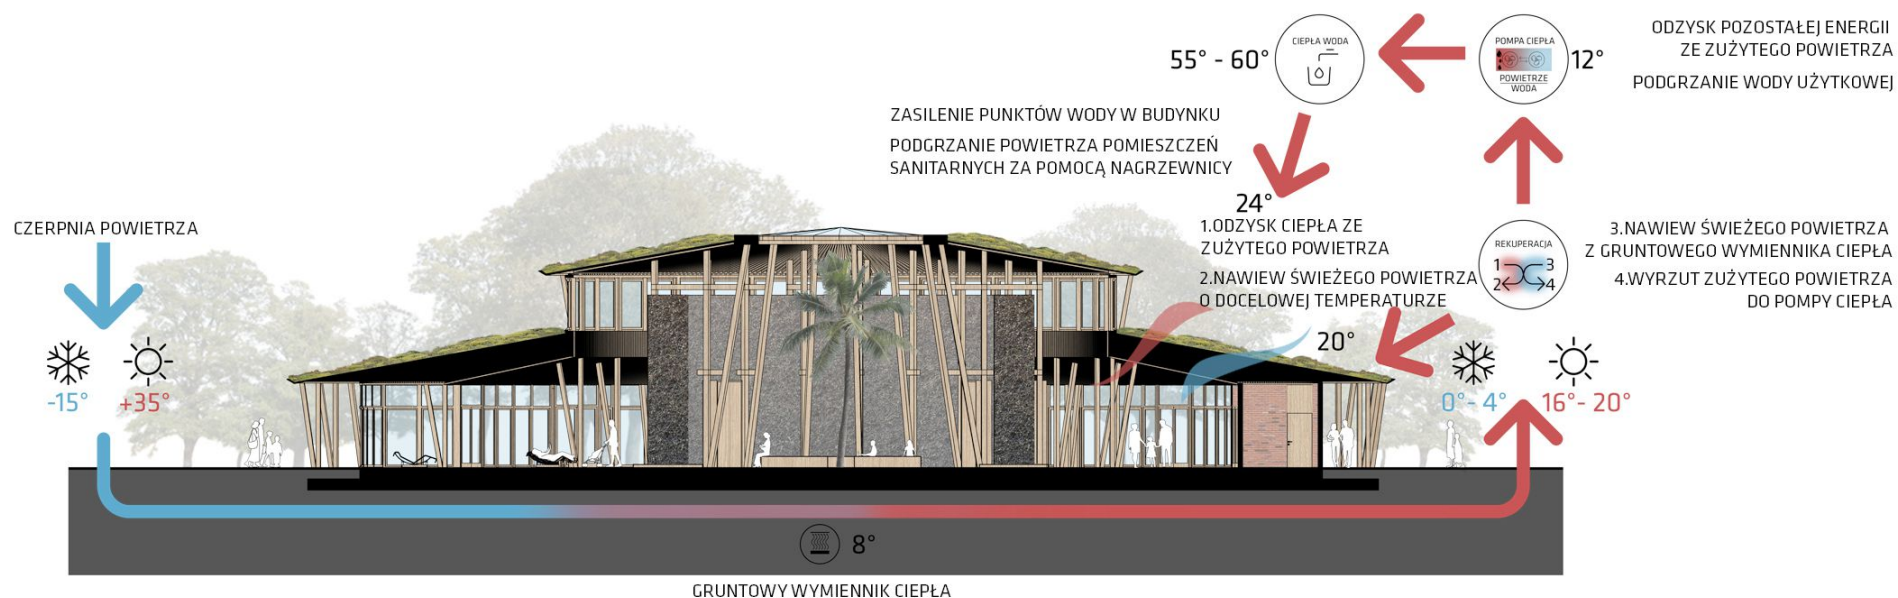 CZERPNIA POWIETRZA
-15°
+35°
GRUNTOWY WYMIENNIK CIEPŁA
8°
0°- 4°
16°- 20°
REKUPERACJA
1
3
2
4
3.NAWIEW ŚWIEŻEGO POWIETRZA
Z GRUNTOWEGO WYMIENNIKA CIEPŁA
4.WYRZUT ZUŻYTEGO POWIETRZA
DO POMPY CIEPŁA
POMPA CIEPŁA
POWIETRZE
WODA
12°
ODZYSK POZOSTAŁEJ ENERGII
ZE ZUŻYTEGO POWIETRZA
PODGRZANIE WODY UŻYTKOWEJ
CIEPŁA WODA
55° - 60°
ZASILENIE PUNKTÓW WODY W BUDYNKU
PODGRZANIE POWIETRZA POMIESZCZEŃ
SANITARNYCH ZA POMOCĄ NAGRZEWNICY
24°
1.ODZYSK CIEPŁA ZE
ZUŻYTEGO POWIETRZA
2.NAWIEW ŚWIEŻEGO POWIETRZA
O DOCELOWEJ TEMPERATURZE
20°